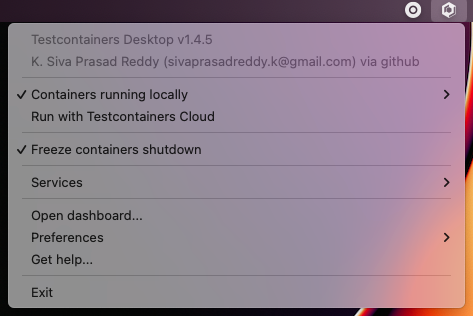 Testcontainers Desktop v1.4.5
K. Siva Prasad Reddy (sivaprasadreddy.k@gmail.com) via github
Containers running locally
Run with Testcontainers Cloud
Freeze containers shutdown
Services
Open dashboard...
Preferences
Get help...
Exit